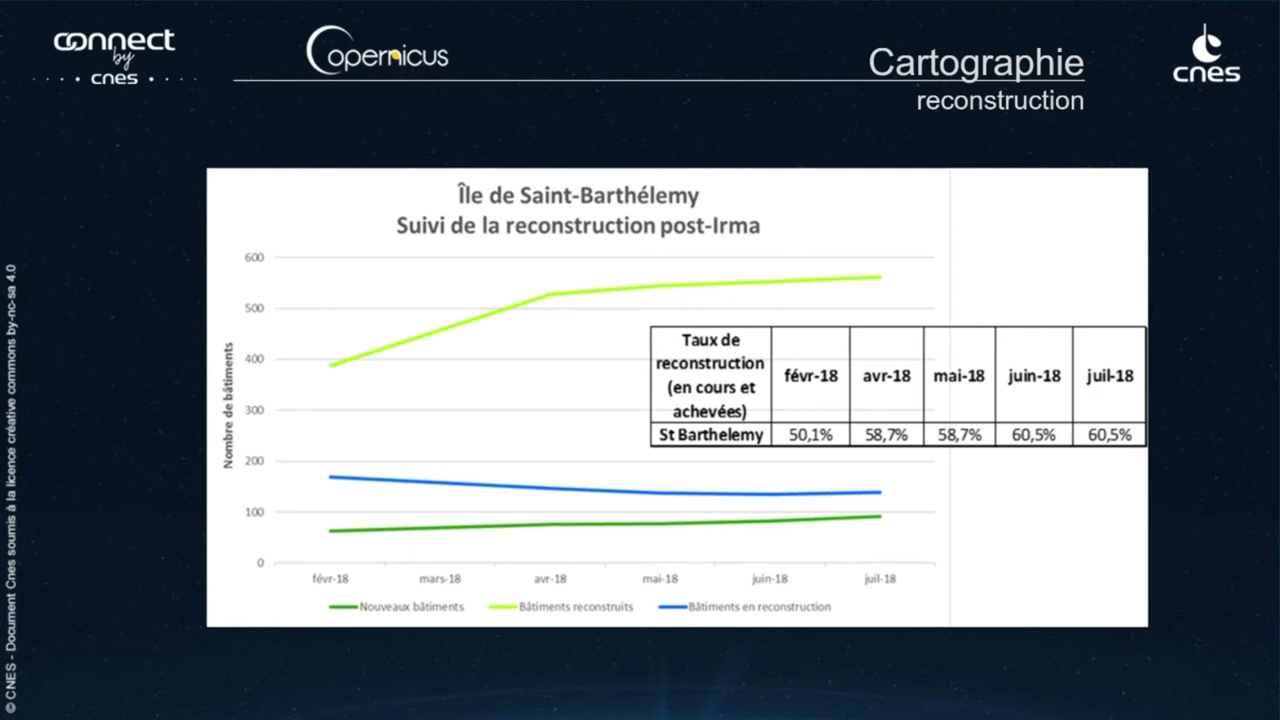 connect
by
cnes
Copernicus
Cartographie
reconstruction
cnes
Île de Saint-Barthélemy
Suivi de la reconstruction post-Irma
600
500
400
300
200
100
0
Nombre de bâtiments
févr-18 mars-18 avr-18 mai-18 juin-18 juil-18
Nouveaux bâtiments Bâtiments reconstruits Bâtiments en reconstruction
Taux de
reconstruction
(en cours et
achevées)
févr-18 avr-18 mai-18 juin-18 juil-18
St Barthelemy 50,1% 58,7% 58,7% 60,5% 60,5%
© CNES - Document Cnes soumis à la licence créative commons by-nc-sa 4.0